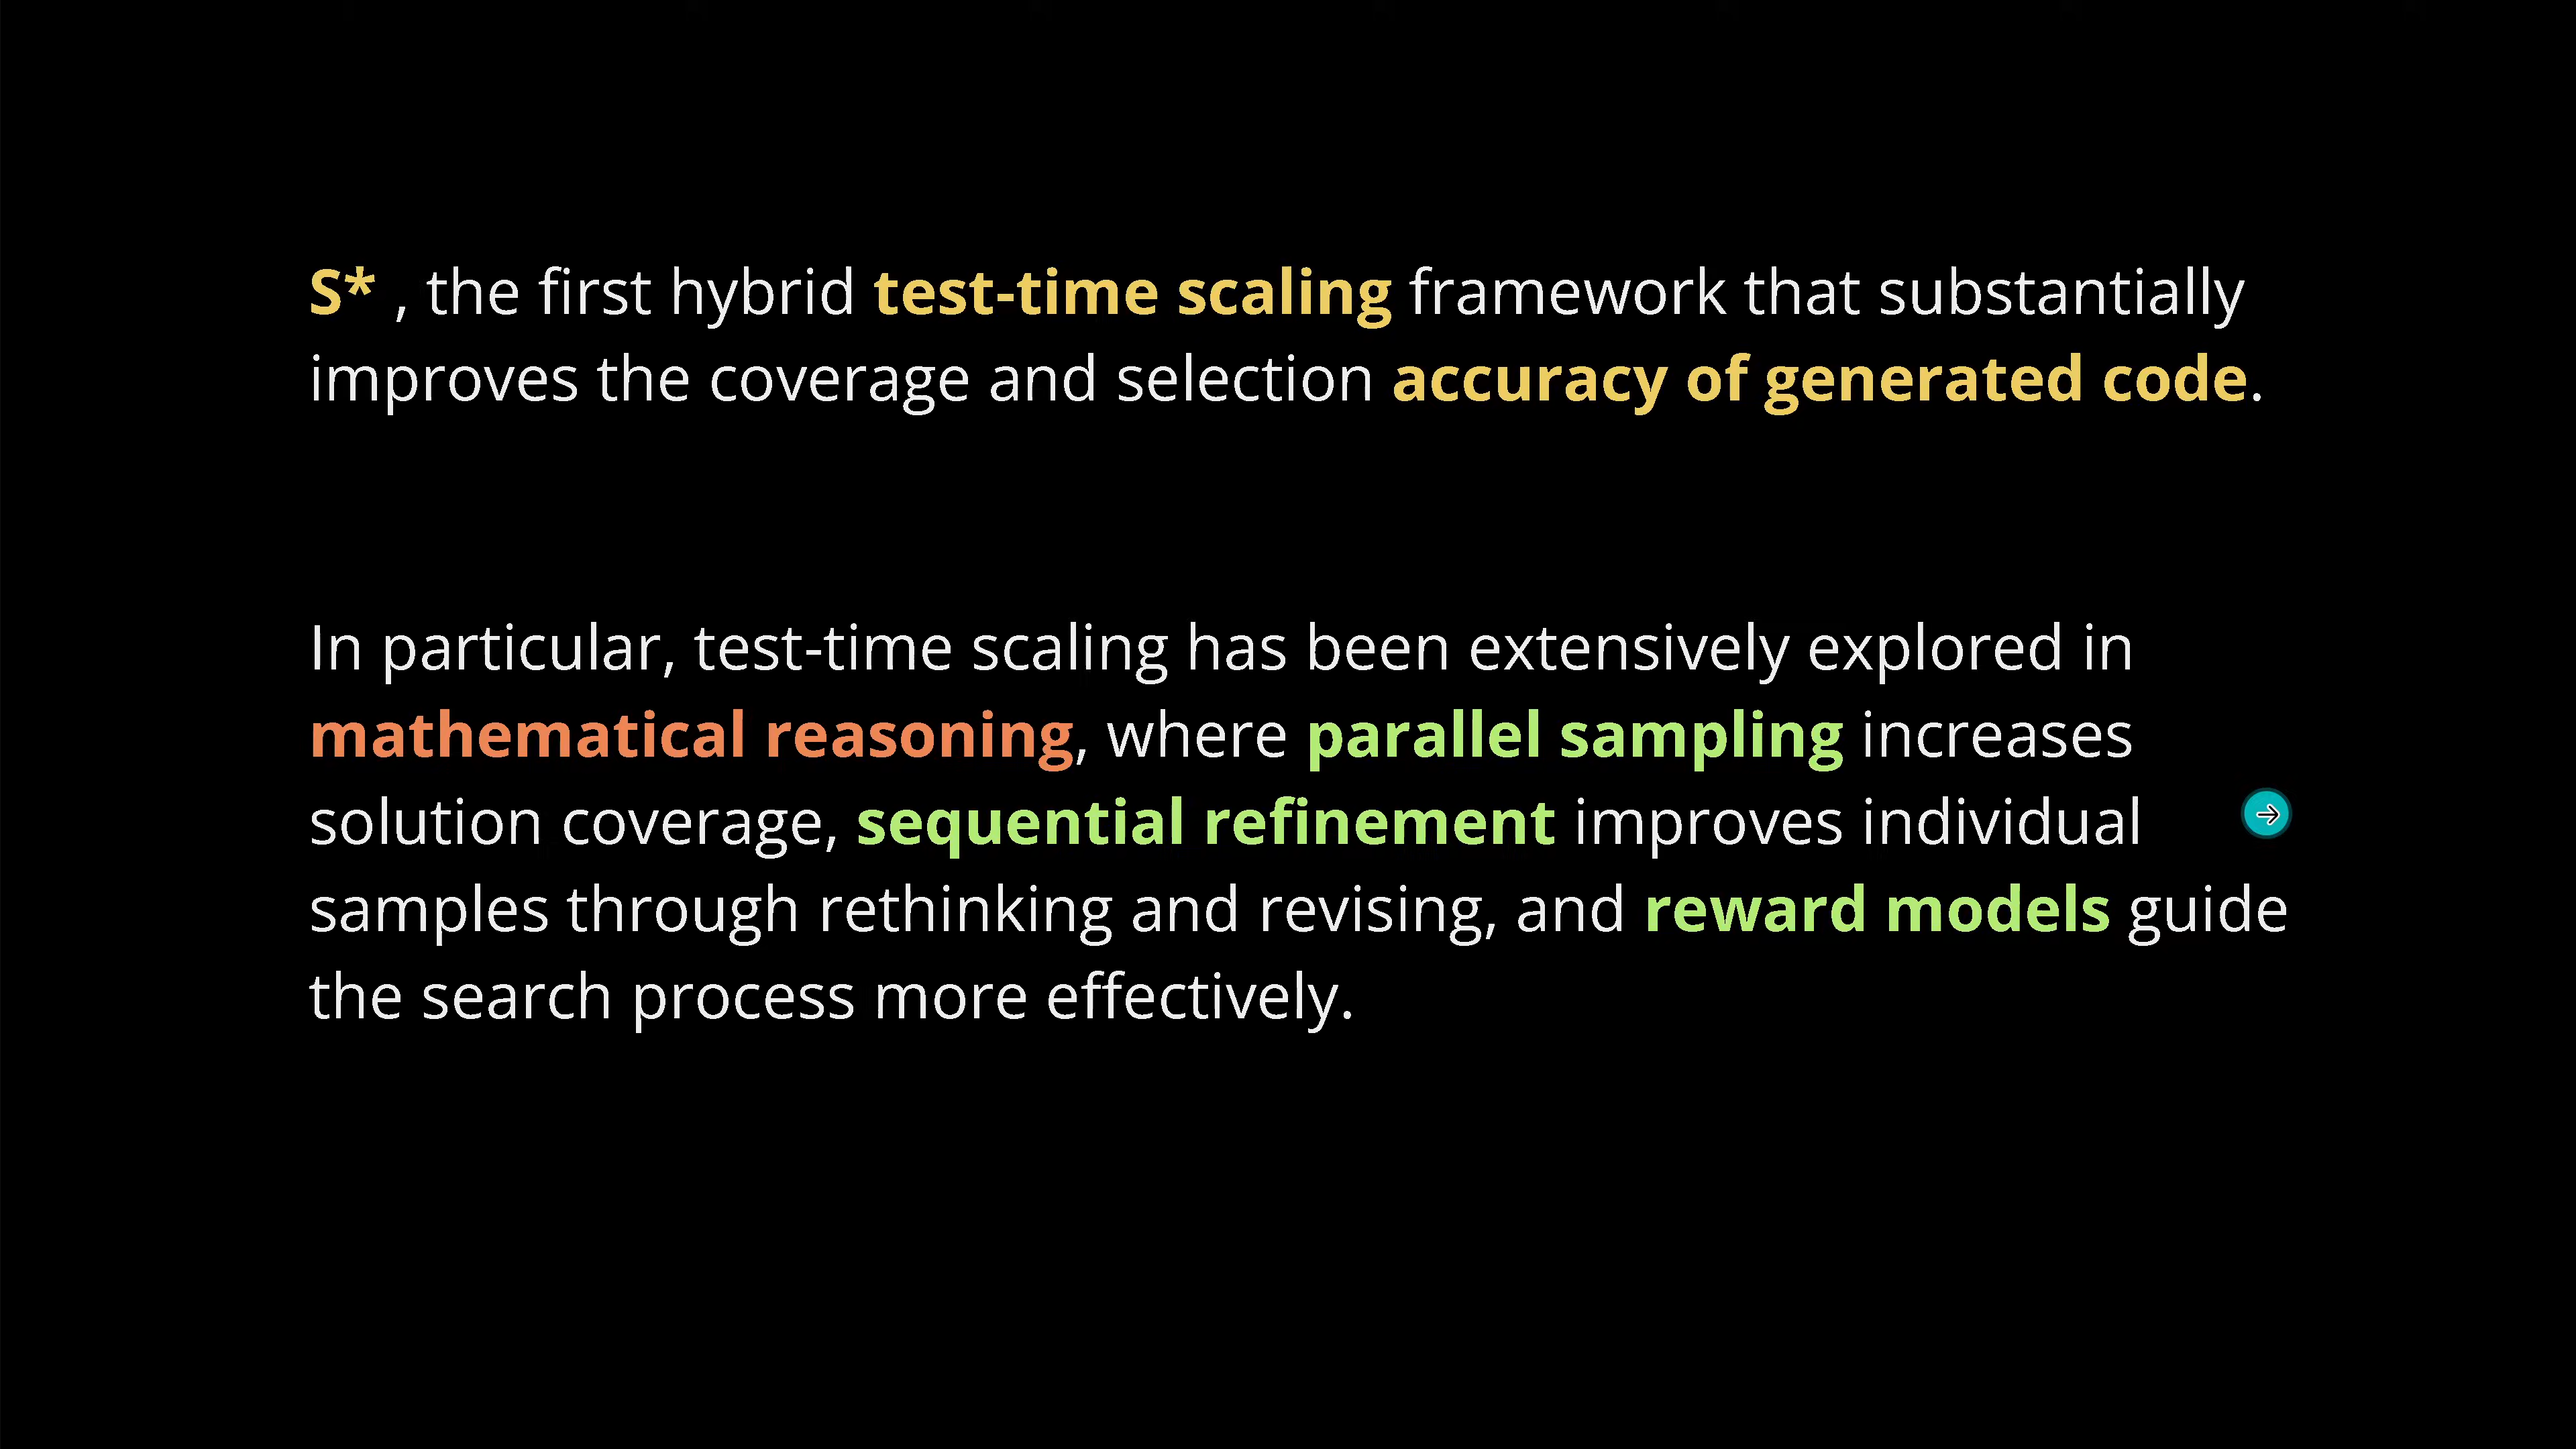 S* , the first hybrid test-time scaling framework that substantially
improves the coverage and selection accuracy of generated code.
In particular, test-time scaling has been extensively explored in
mathematical reasoning, where parallel sampling increases
solution coverage, sequential refinement improves individual
samples through rethinking and revising, and reward models guide
the search process more effectively.